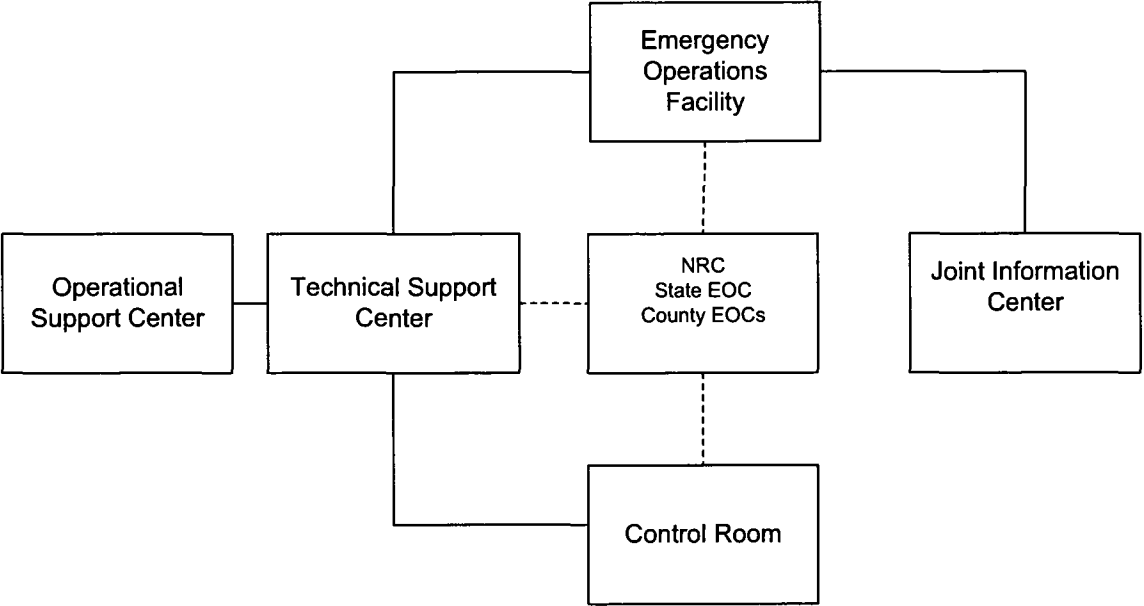 Emergency
Operations
Facility
Operational
Support Center
Technical Support
Center
NRC
State EOC
County EOCs
Joint Information
Center
Control Room